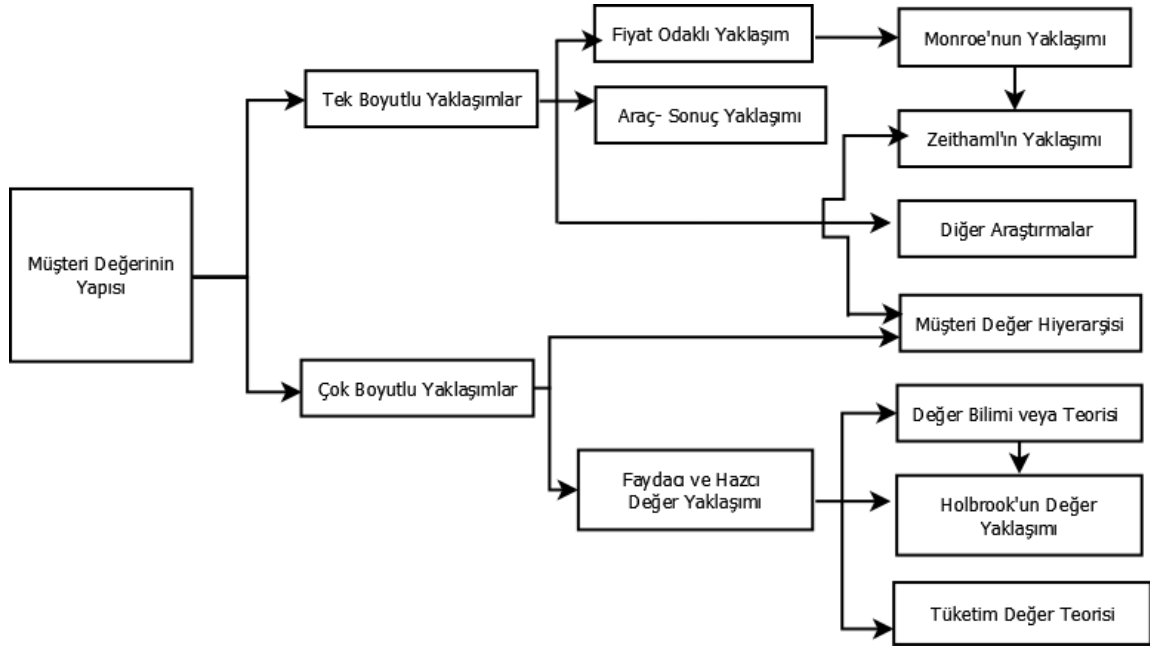 Fiyat Odaklı Yaklaşım
Monroe'nun Yaklaşımı
Tek Boyutlu Yaklaşımlar
Araç- Sonuç Yaklaşımı
Zeithaml'ın Yaklaşımı
Diğer Araştırmalar
Müşteri Değerinin
Yapısı
Müşteri Değer Hiyerarşisi
Çok Boyutlu Yaklaşımlar
Değer Bilimi veya Teorisi
Faydacı ve Hazcı
Değer Yaklaşımı
Holbrook'un Değer
Yaklaşımı
Tüketim Değer Teorisi